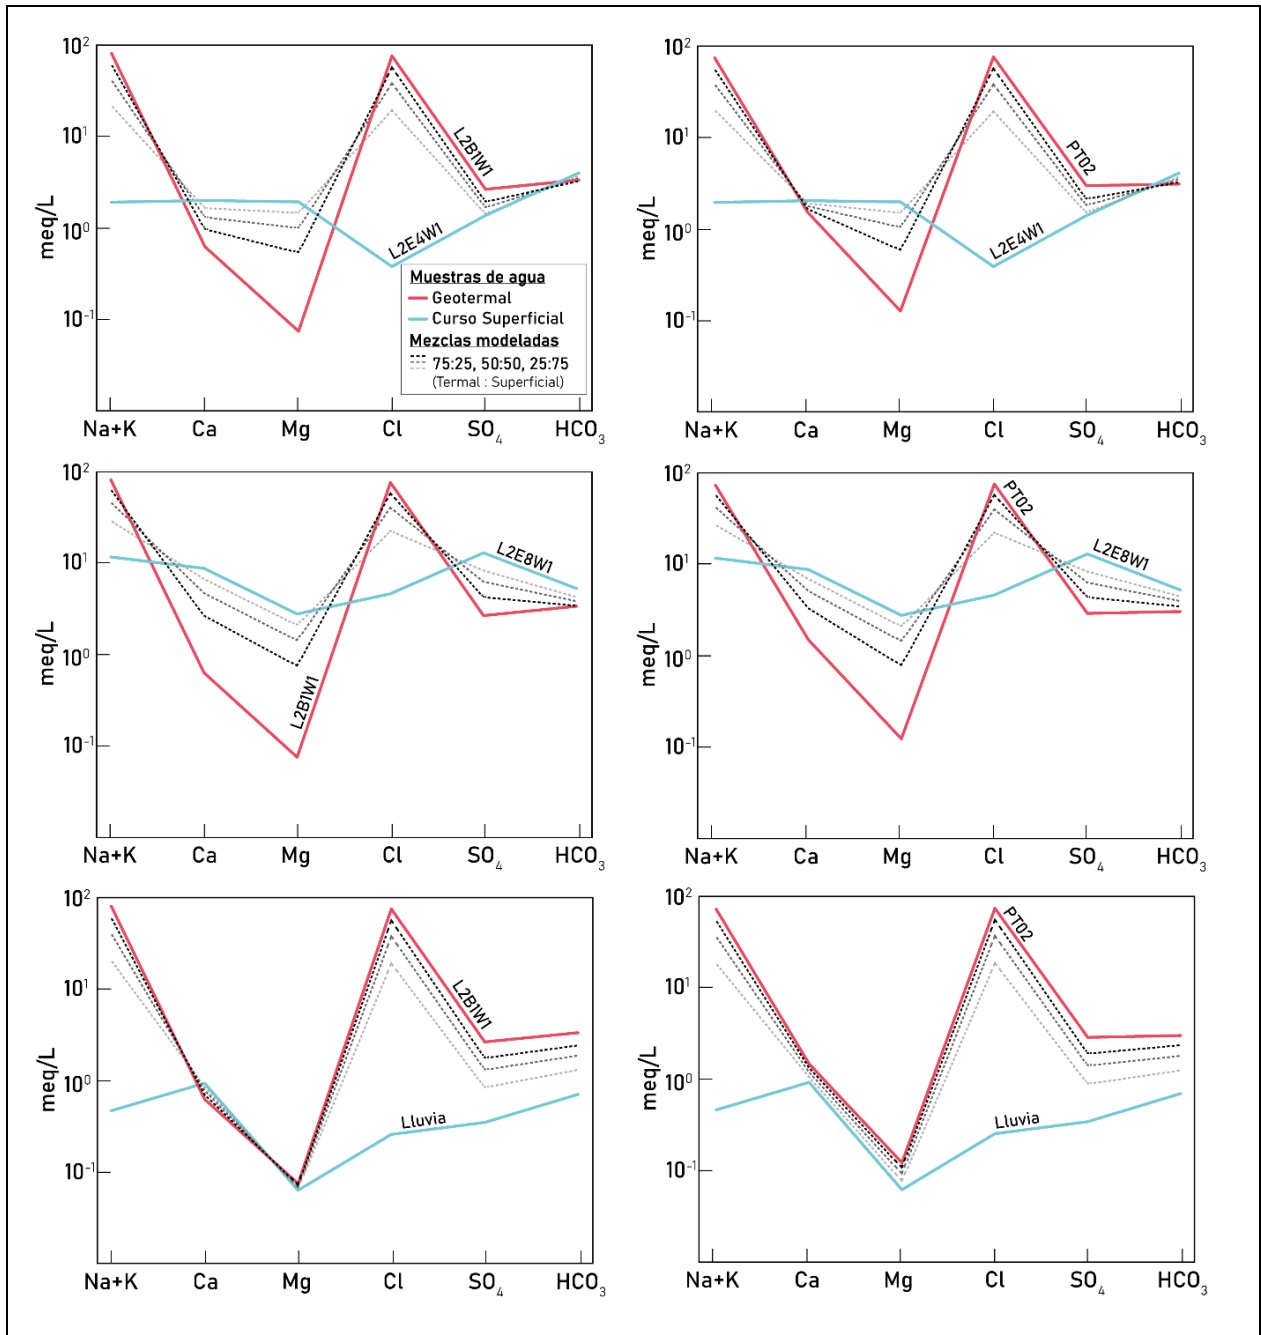 10²
10¹
10⁰
10⁻¹
meq/L
L2B1W1
L2E4W1
Muestras de agua
Geotermal
Curso Superficial
Mezclas modeladas
75:25, 50:50, 25:75
(Termal : Superficial)
Na+K Ca Mg Cl SO₄ HCO₃
10²
10¹
10⁰
10⁻¹
meq/L
PT02
L2E4W1
Na+K Ca Mg Cl SO₄ HCO₃
10²
10¹
10⁰
10⁻¹
meq/L
L2E8W1
L2B1W1
Na+K Ca Mg Cl SO₄ HCO₃
10²
10¹
10⁰
10⁻¹
meq/L
PT02
L2E8W1
Na+K Ca Mg Cl SO₄ HCO₃
10²
10¹
10⁰
10⁻¹
meq/L
L2B1W1
Lluvia
Na+K Ca Mg Cl SO₄ HCO₃
10²
10¹
10⁰
10⁻¹
meq/L
PT02
Lluvia
Na+K Ca Mg Cl SO₄ HCO₃